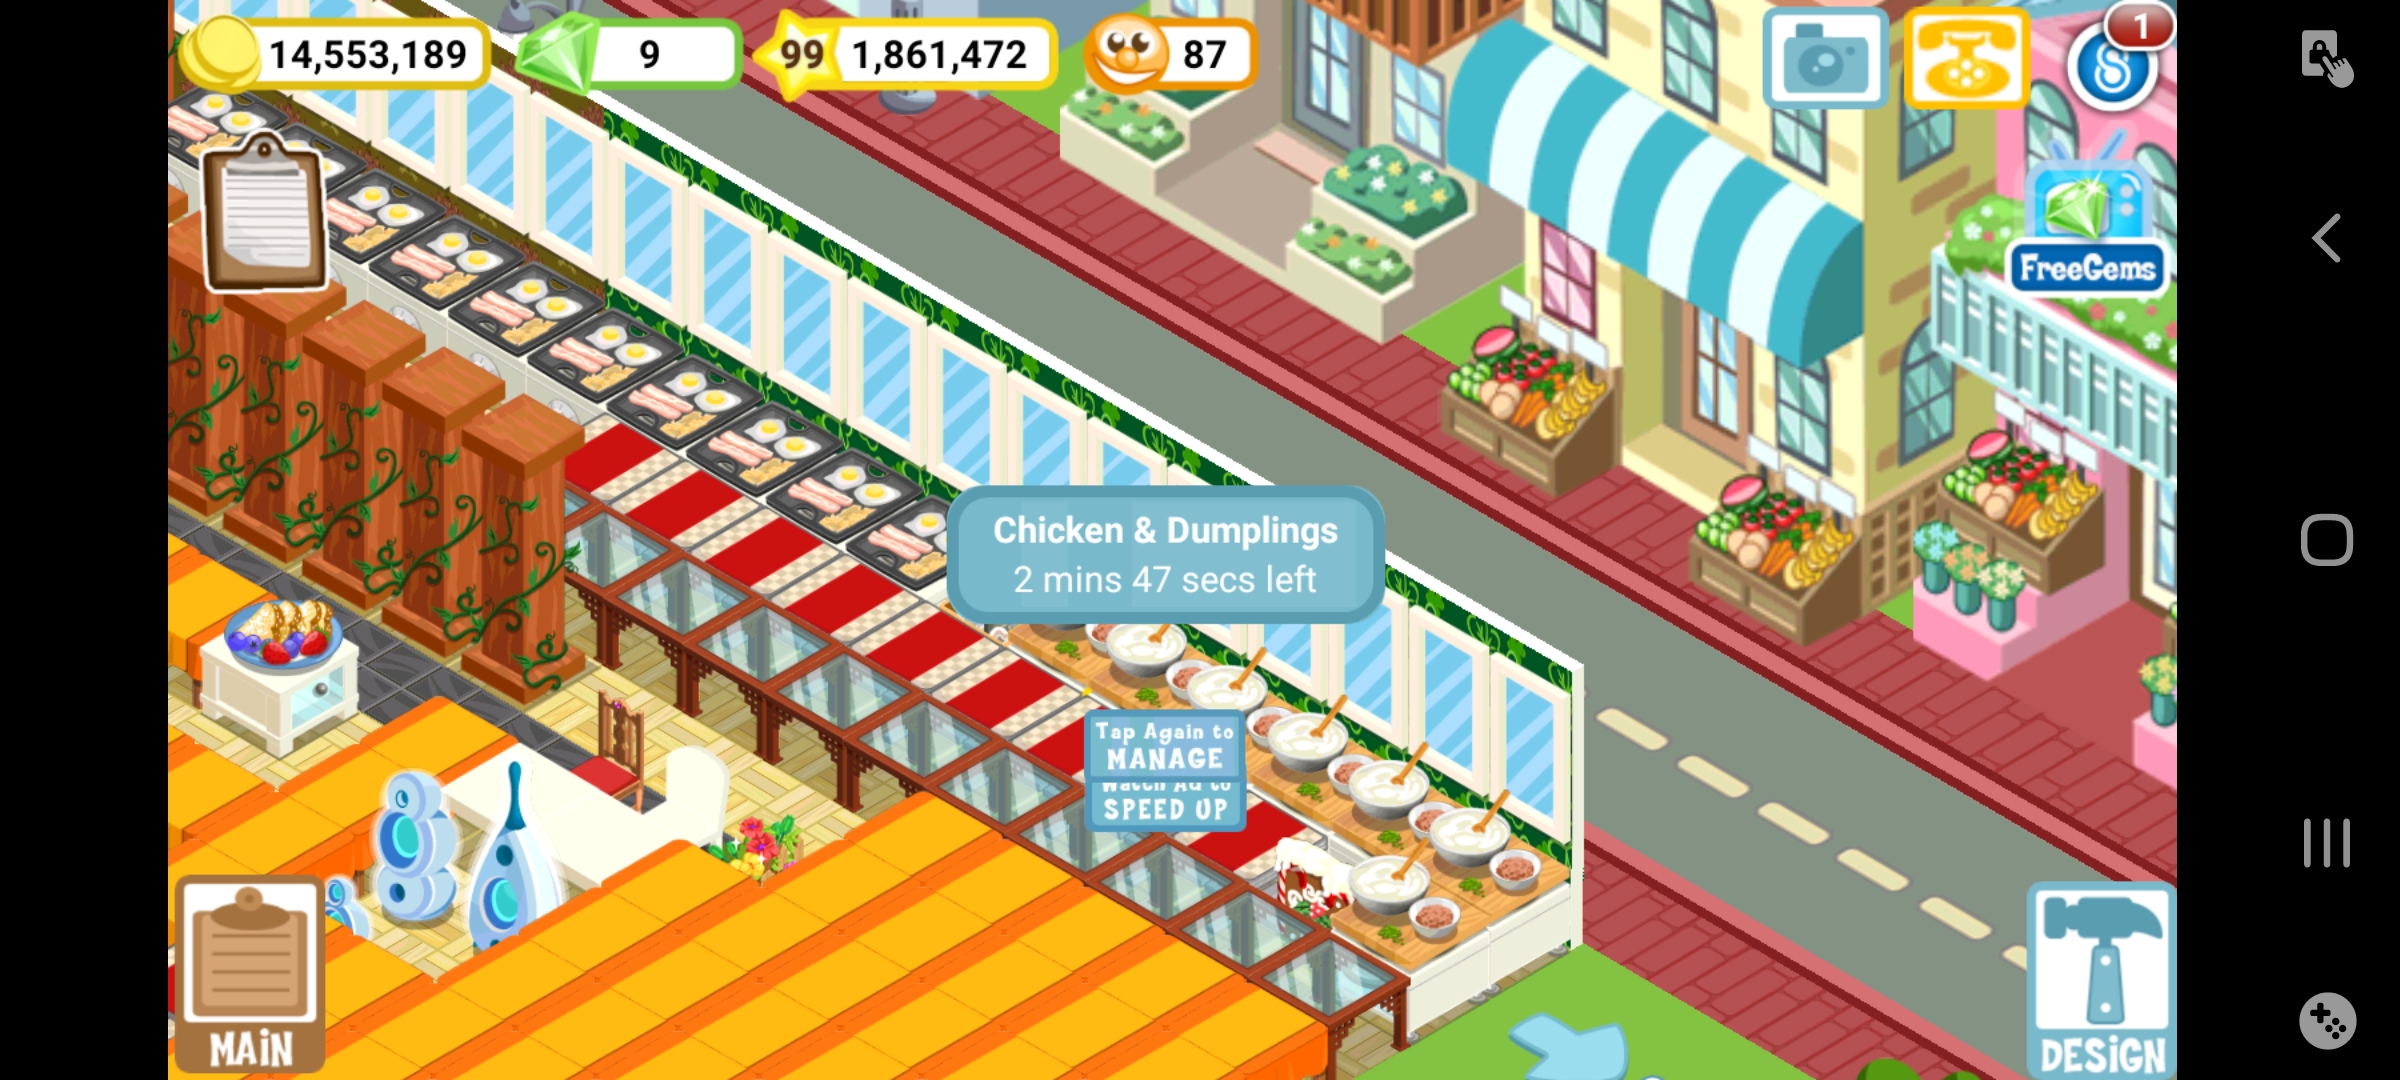 14,553,189
9
99 1,861,472
87
1
FreeGems
Chicken & Dumplings
2 mins 47 secs left
Tap Again to
MANAGE
Watch Ad to
SPEED UP
MAIN
DESIGN